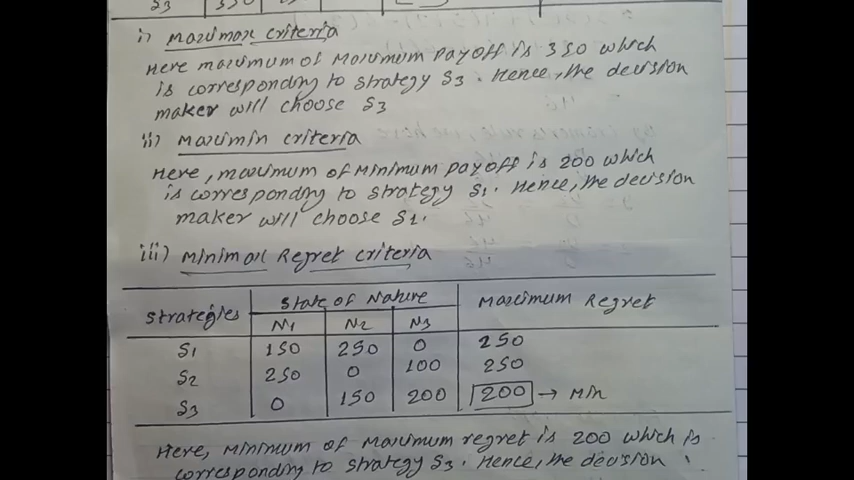 S3 350
i) Maximax criteria
Here maximum of maximum payoff is 350 which
is corresponding to strategy S3. Hence, the decision
maker will choose S3
ii) Maximin criteria
Here, maximum of minimum payoff is 200 which
is corresponding to strategy S1. Hence, the decision
maker will choose S1.
iii) Minimax Regret criteria
Strategies State of Nature Maximum Regret
N1 N2 N3
S1 150 250 0 250
S2 250 0 100 250
S3 0 150 200 200 → Min
Here, minimum of maximum regret is 200 which is
corresponding to strategy S3. Hence, the decision